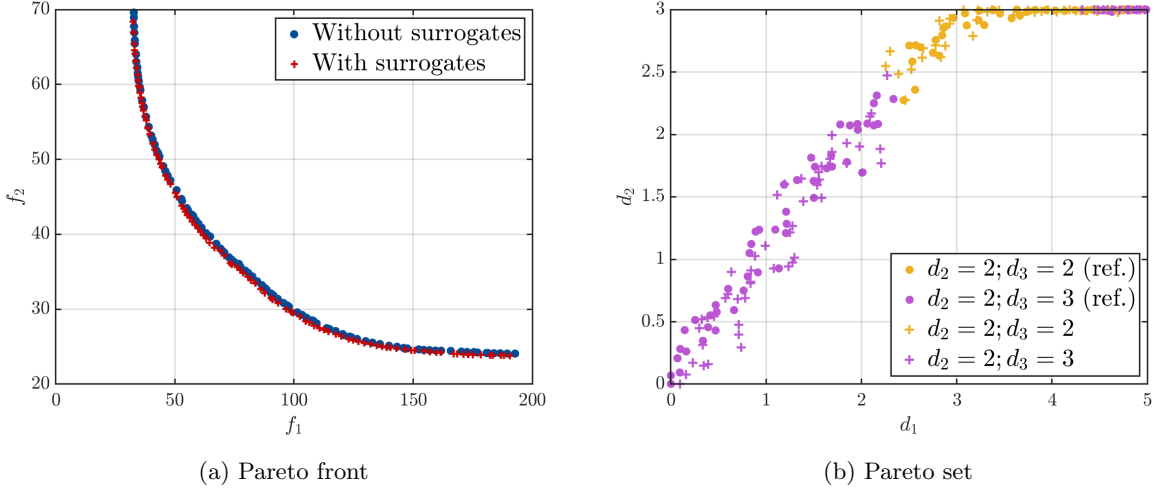 70
60
50
40
30
20
0
50
100
150
200
f₂
f₁
Without surrogates
With surrogates
(a) Pareto front
3
2.5
2
1.5
1
0.5
0
0
1
2
3
4
5
d₂
d₁
d₂ = 2; d₃ = 2 (ref.)
d₂ = 2; d₃ = 3 (ref.)
d₂ = 2; d₃ = 2
d₂ = 2; d₃ = 3
(b) Pareto set